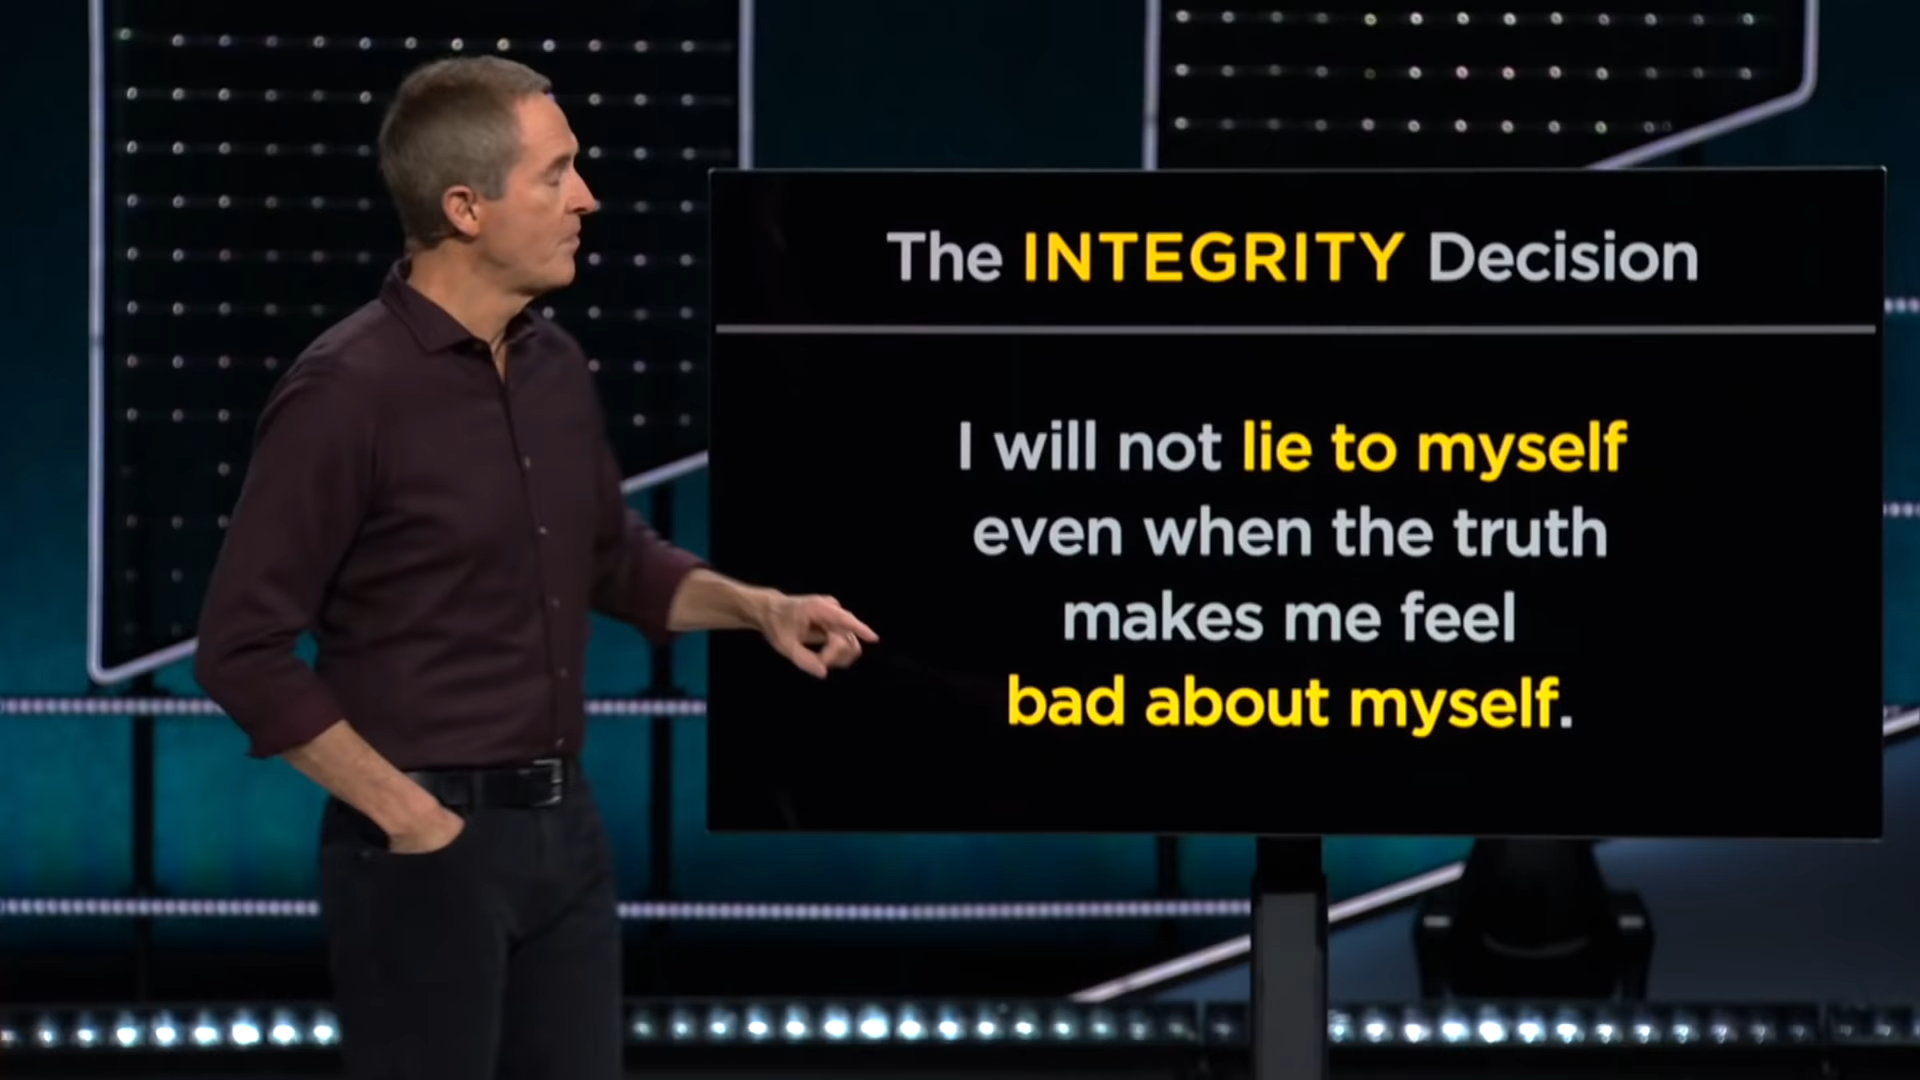 The INTEGRITY Decision
I will not lie to myself
even when the truth
makes me feel
bad about myself.